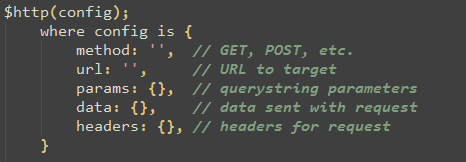 $http(config);
    where config is {
        method: '',  // GET, POST, etc.
        url: '',     // URL to target
        params: {},  // querystring parameters
        data: {},    // data sent with request
        headers: {}, // headers for request
    }